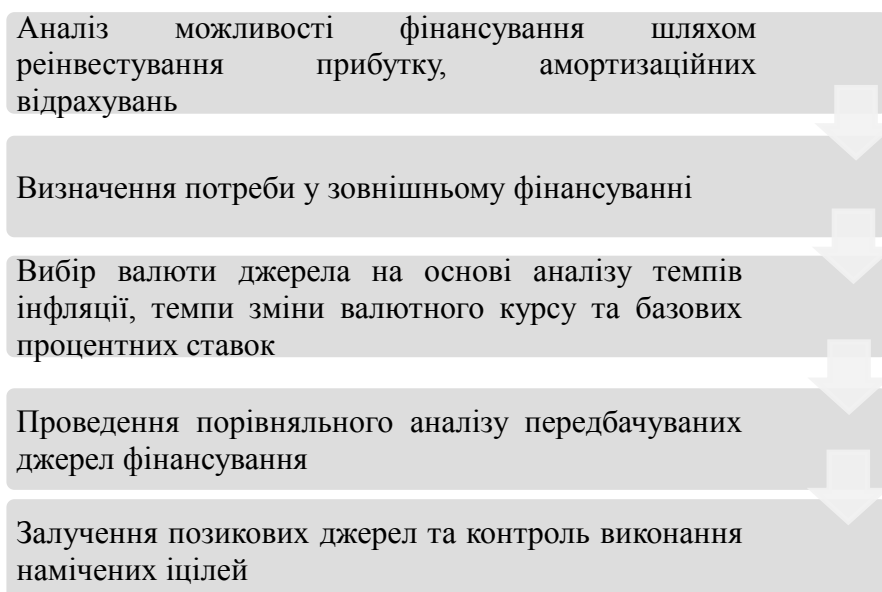 Аналіз можливості фінансування шляхом
реінвестування прибутку, амортизаційних
відрахувань
Визначення потреби у зовнішньому фінансуванні
Вибір валюти джерела на основі аналізу темпів
інфляції, темпи зміни валютного курсу та базових
процентних ставок
Проведення порівняльного аналізу передбачуваних
джерел фінансування
Залучення позикових джерел та контроль виконання
намічених іцілей